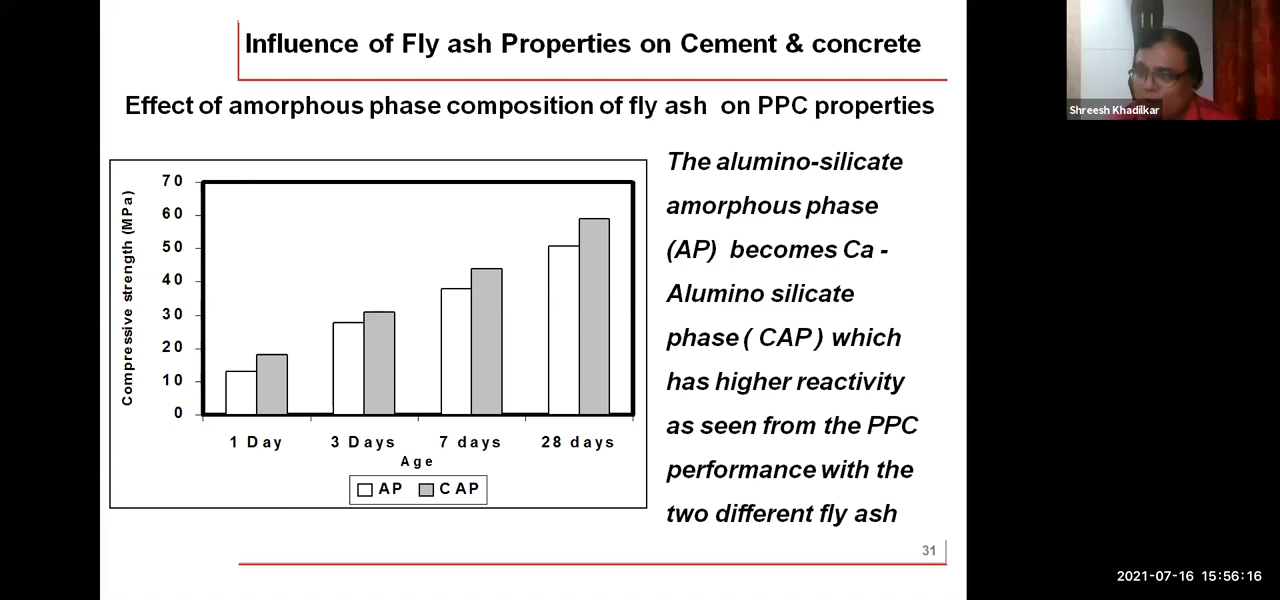 Influence of Fly ash Properties on Cement & concrete
Shreesh Khadilkar
Effect of amorphous phase composition of fly ash on PPC properties
Compressive strength (MPa)
70
60
50
40
30
20
10
0
1 Day
3 Days
7 days
28 days
Age
AP
CAP
The alumino-silicate
amorphous phase
(AP) becomes Ca -
Alumino silicate
phase ( CAP ) which
has higher reactivity
as seen from the PPC
performance with the
two different fly ash
31
2021-07-16 15:56:16